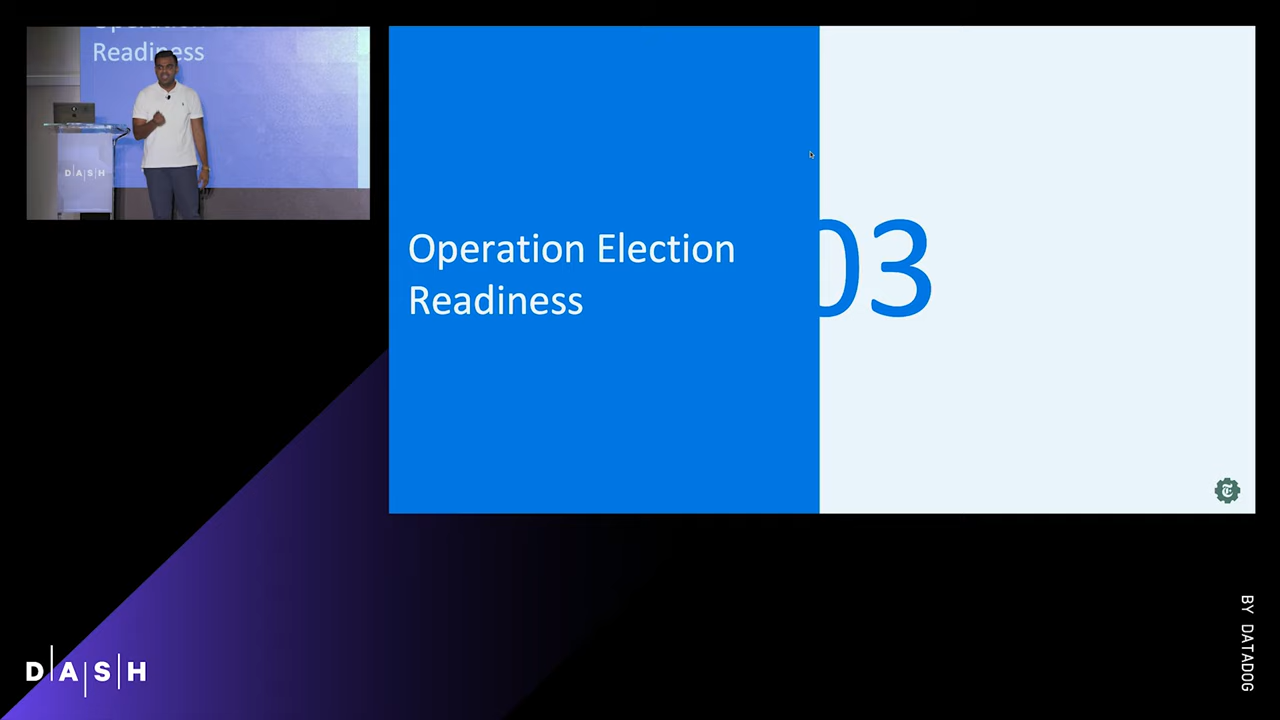 Readiness
D|A|S|H
Operation Election
Readiness
03
D|A|S|H
BY DATADOG